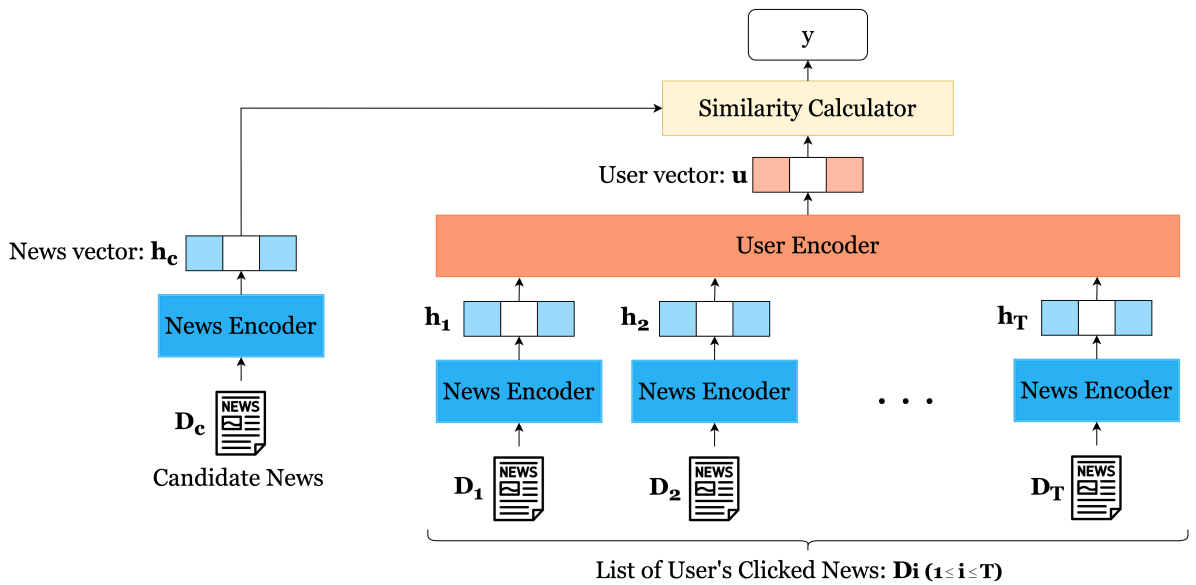 y
Similarity Calculator
User vector: u
User Encoder
News vector: hc
News Encoder
Dc
NEWS
Candidate News
h1
h2
hT
News Encoder
News Encoder
. . .
News Encoder
D1
NEWS
D2
NEWS
DT
NEWS
List of User's Clicked News: Di (1 ≤ i ≤ T)